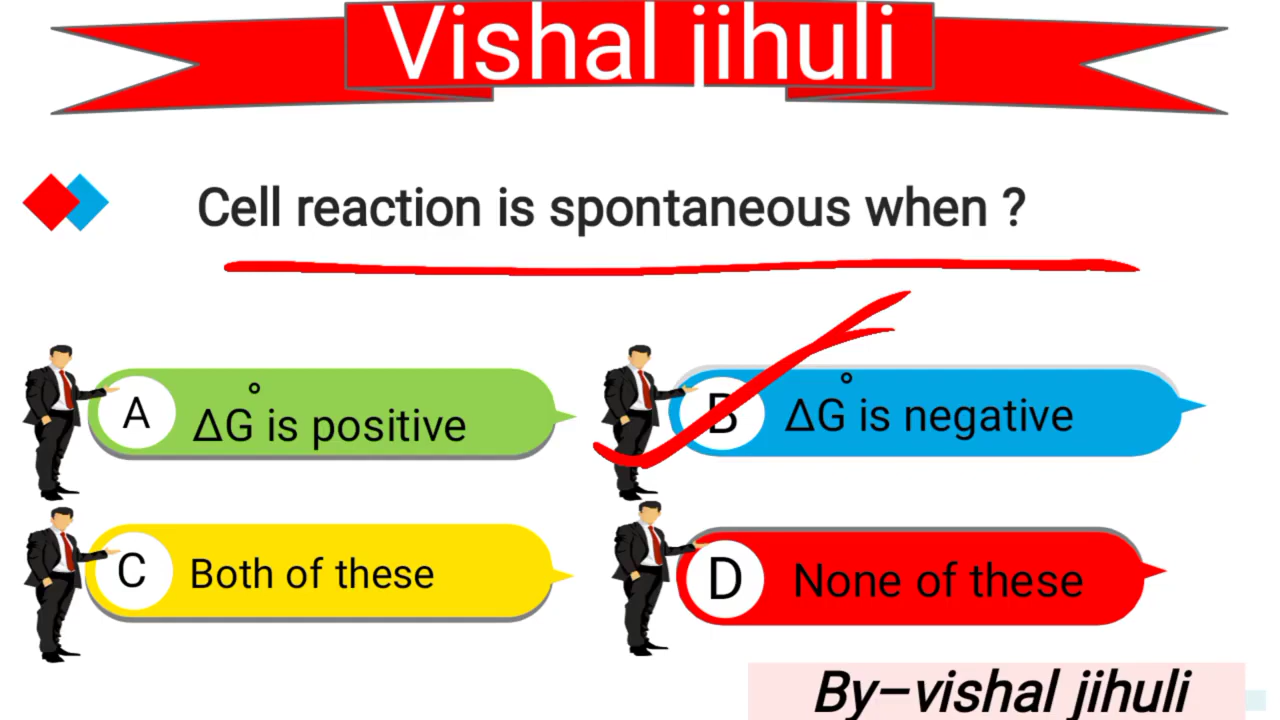 Vishal jihuli
Cell reaction is spontaneous when ?
A ΔG° is positive
B ΔG° is negative
C Both of these
D None of these
By-vishal jihuli